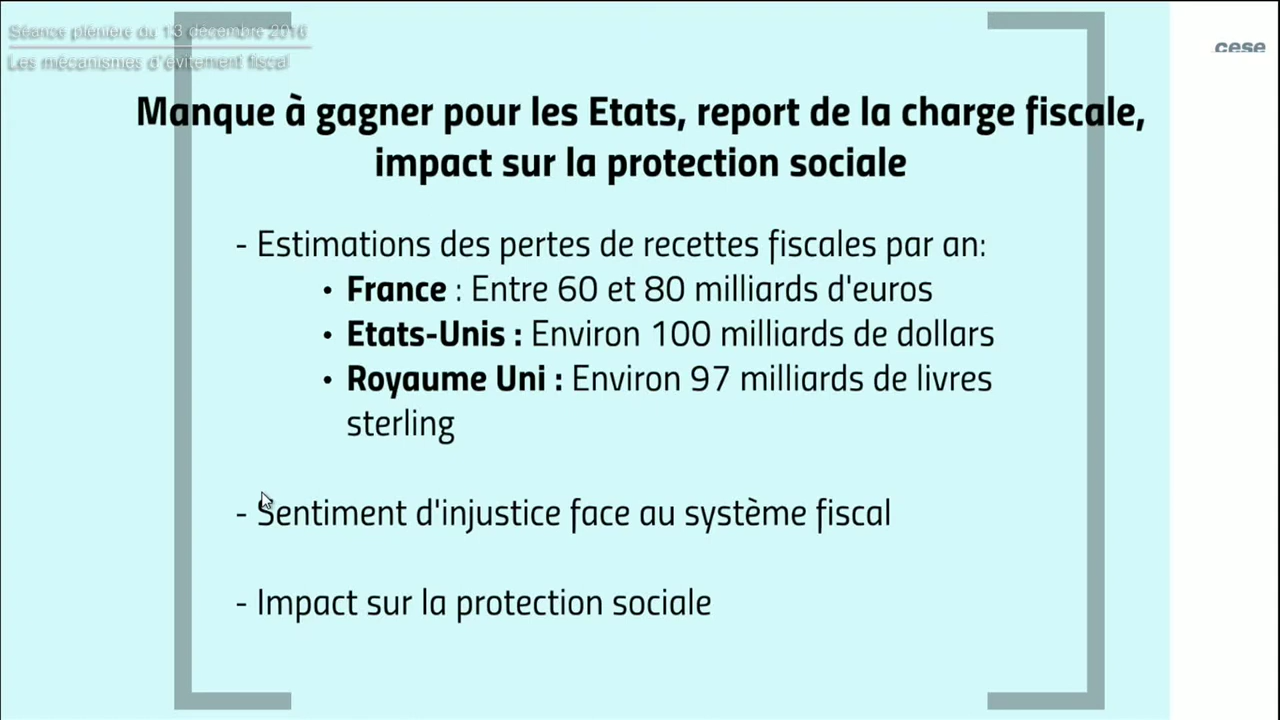 Séance plénière du 13 décembre 2016
Les mécanismes d'évitement fiscal
cese
Manque à gagner pour les Etats, report de la charge fiscale,
impact sur la protection sociale
- Estimations des pertes de recettes fiscales par an:
• France : Entre 60 et 80 milliards d'euros
• Etats-Unis : Environ 100 milliards de dollars
• Royaume Uni : Environ 97 milliards de livres
sterling
- Sentiment d'injustice face au système fiscal
- Impact sur la protection sociale